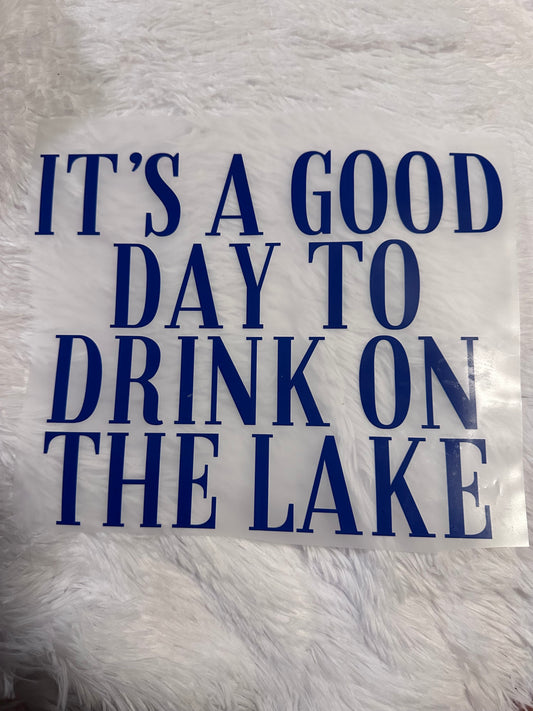 IT’S A GOOD
DAY TO
DRINK ON
THE LAKE